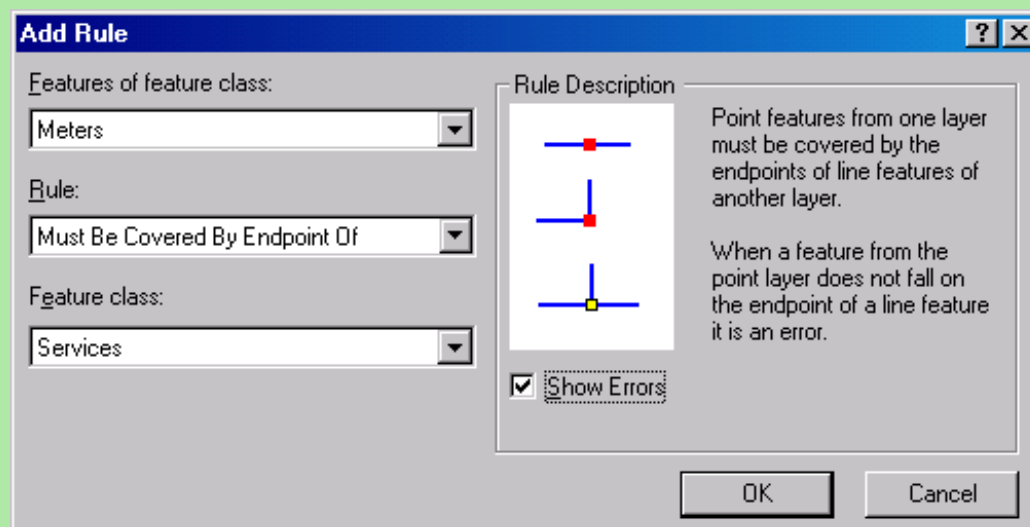 Add Rule
Features of feature class:
Meters
Rule:
Must Be Covered By Endpoint Of
Feature class:
Services
Rule Description
Point features from one layer
must be covered by the
endpoints of line features of
another layer.
When a feature from the
point layer does not fall on
the endpoint of a line feature
it is an error.
Show Errors
OK
Cancel